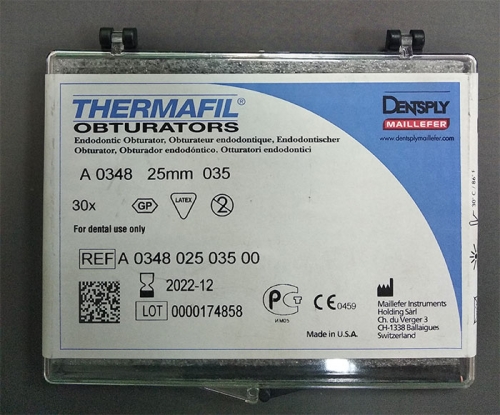 THERMAFIL®
OBTURATORS
Endodontic Obturator, Obturateur endodontique, Endodontischer
Obturator, Obturador endodóntico. Otturatori endodontici
DENTSPLY
MAILLEFER
www.dentsplymaillefer.com
A 0348 25mm 035
30x GP LATEX 2
For dental use only
REF A 0348 025 035 00
2022-12
LOT 0000174858
CE 0459
Made in U.S.A.
Maillefer Instruments
Holding Sàrl
Ch. du Verger 3
CH-1338 Ballaigues
Switzerland